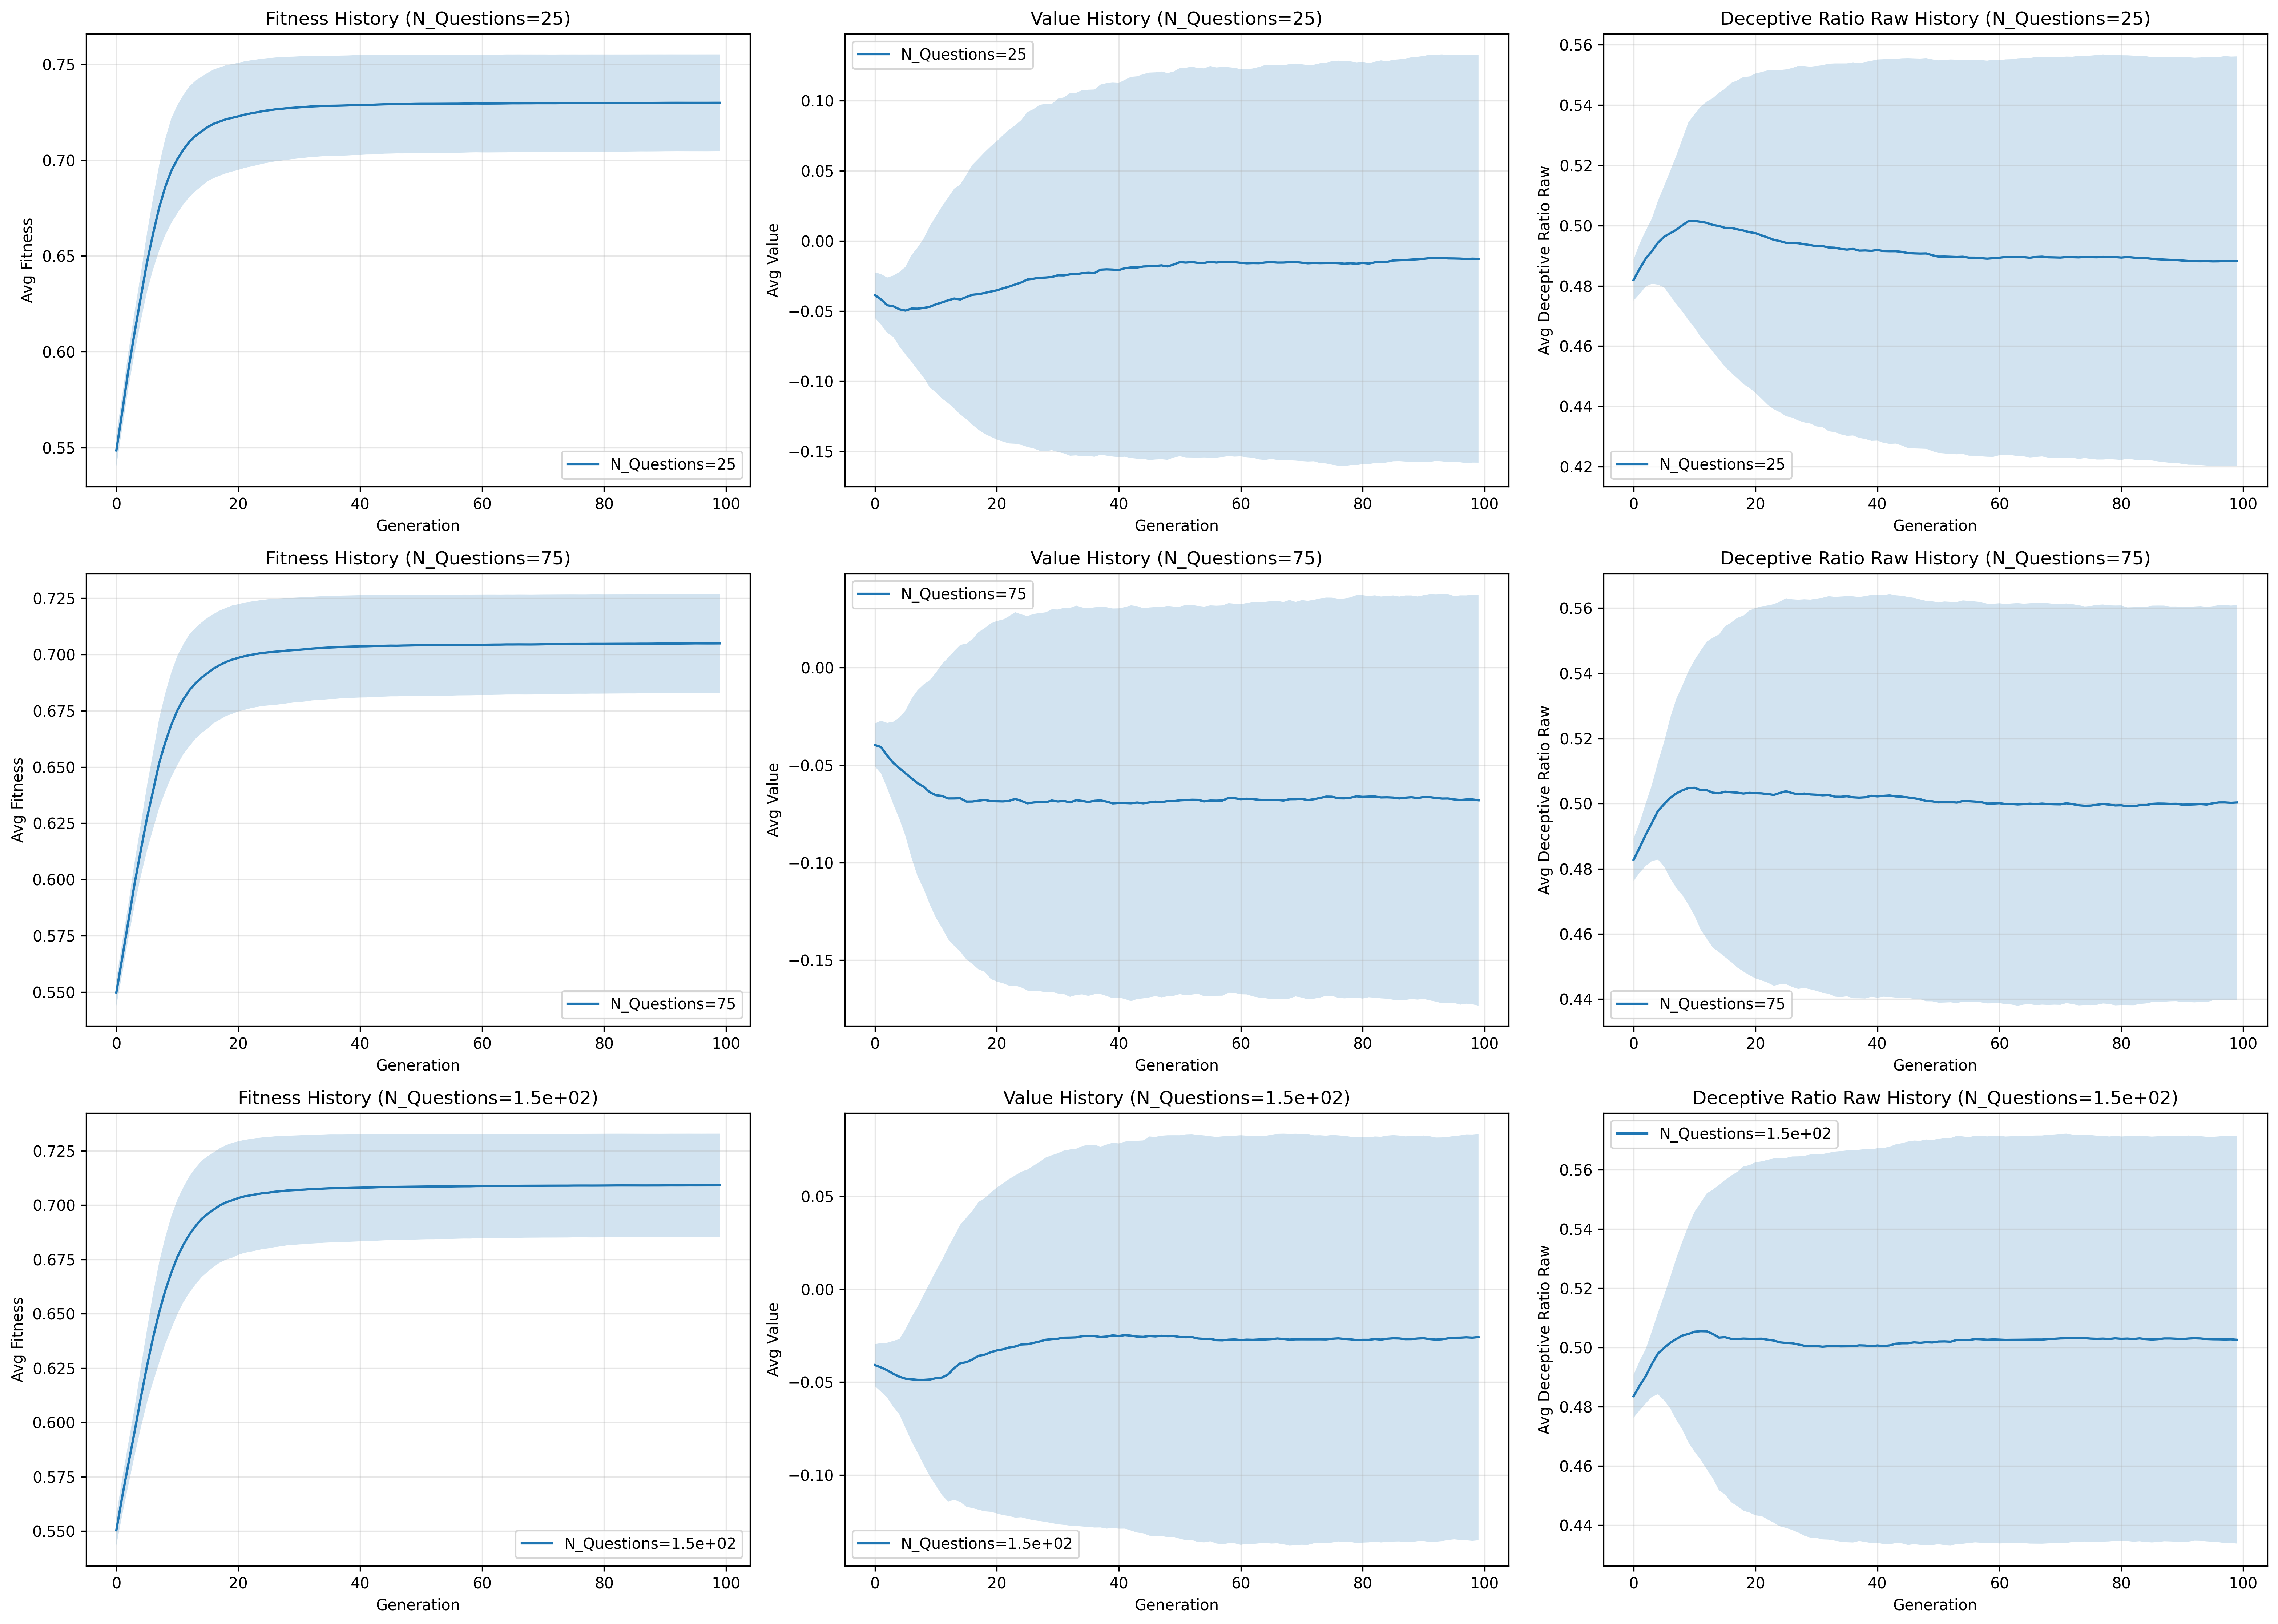 Fitness History (N_Questions=25)
Avg Fitness
0.75
0.70
0.65
0.60
0.55
N_Questions=25
0 20 40 60 80 100
Generation
Value History (N_Questions=25)
Avg Value
N_Questions=25
0.10
0.05
0.00
−0.05
−0.10
−0.15
0 20 40 60 80 100
Generation
Deceptive Ratio Raw History (N_Questions=25)
Avg Deceptive Ratio Raw
0.56
0.54
0.52
0.50
0.48
0.46
0.44
0.42
N_Questions=25
0 20 40 60 80 100
Generation
Fitness History (N_Questions=75)
Avg Fitness
0.725
0.700
0.675
0.650
0.625
0.600
0.575
0.550
N_Questions=75
0 20 40 60 80 100
Generation
Value History (N_Questions=75)
Avg Value
N_Questions=75
0.00
−0.05
−0.10
−0.15
0 20 40 60 80 100
Generation
Deceptive Ratio Raw History (N_Questions=75)
Avg Deceptive Ratio Raw
0.56
0.54
0.52
0.50
0.48
0.46
0.44
N_Questions=75
0 20 40 60 80 100
Generation
Fitness History (N_Questions=1.5e+02)
Avg Fitness
0.725
0.700
0.675
0.650
0.625
0.600
0.575
0.550
N_Questions=1.5e+02
0 20 40 60 80 100
Generation
Value History (N_Questions=1.5e+02)
Avg Value
0.05
0.00
−0.05
−0.10
N_Questions=1.5e+02
0 20 40 60 80 100
Generation
Deceptive Ratio Raw History (N_Questions=1.5e+02)
Avg Deceptive Ratio Raw
N_Questions=1.5e+02
0.56
0.54
0.52
0.50
0.48
0.46
0.44
0 20 40 60 80 100
Generation